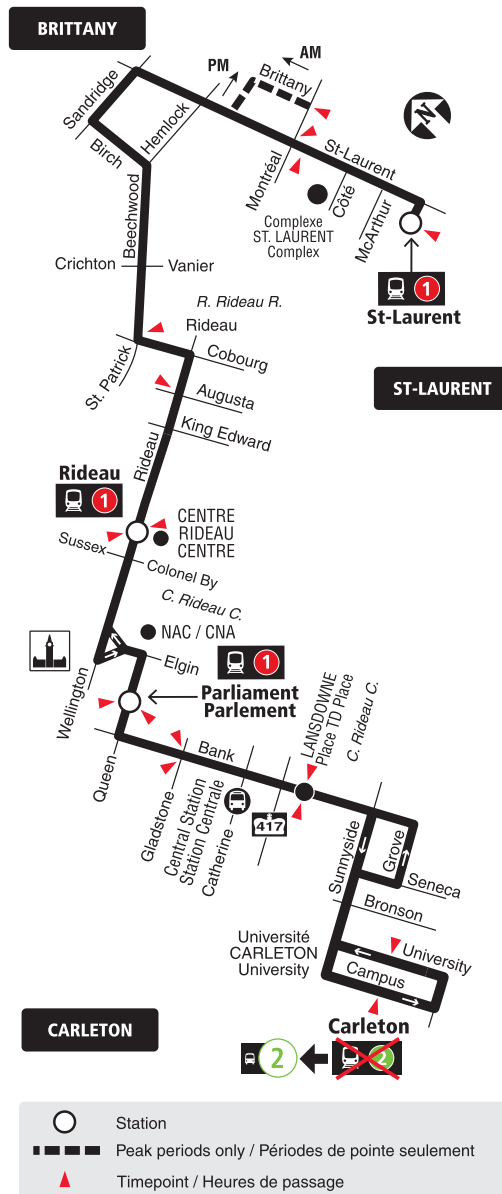 BRITTANY
AM
PM
Brittany
Sandridge
Hemlock
N
Birch
St-Laurent
Montréal
Côté
McArthur
Complexe
ST. LAURENT
Complex
Beechwood
Crichton
Vanier
1
St-Laurent
R. Rideau R.
Rideau
Cobourg
St. Patrick
ST-LAURENT
Augusta
King Edward
Rideau
Rideau
1
CENTRE
RIDEAU
CENTRE
Sussex
Colonel By
C. Rideau C.
NAC / CNA
Elgin
1
Parliament
Parlement
Wellington
LANSDOWNE
Place TD Place
C. Rideau C.
Queen
Bank
Gladstone
Central Station
Station Centrale
Catherine
417
Sunnyside
Grove
Seneca
Bronson
Université
CARLETON
University
University
Campus
CARLETON
Carleton
2
2
Station
Peak periods only / Périodes de pointe seulement
Timepoint / Heures de passage